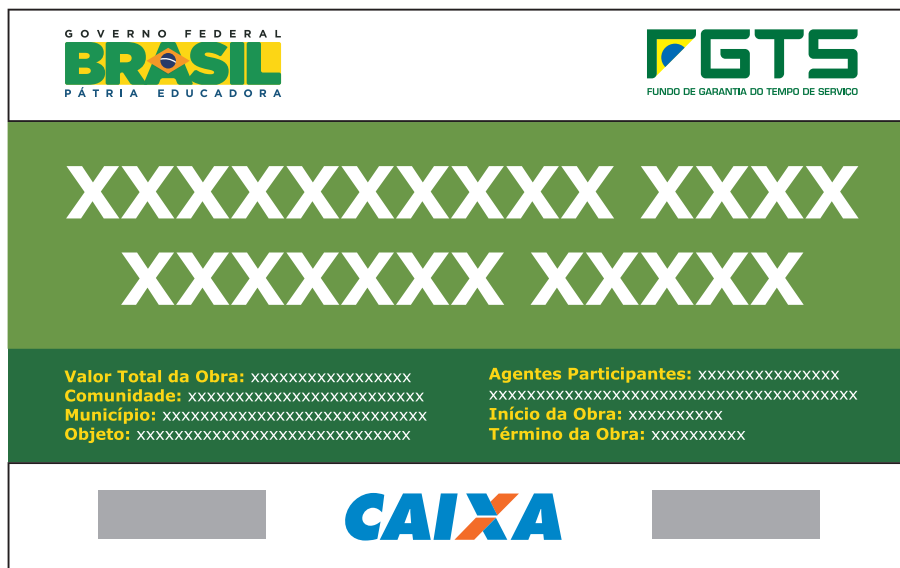 GOVERNO FEDERAL
BRASIL
PÁTRIA EDUCADORA
FGTS
FUNDO DE GARANTIA DO TEMPO DE SERVIÇO
XXXXXXXXXX XXXX
XXXXXXX XXXXX
Valor Total da Obra: xxxxxxxxxxxxxxxxx
Comunidade: xxxxxxxxxxxxxxxxxxxxxxxxx
Município: xxxxxxxxxxxxxxxxxxxxxxxxxxxx
Objeto: xxxxxxxxxxxxxxxxxxxxxxxxxxxxx
Agentes Participantes: xxxxxxxxxxxxxxx
xxxxxxxxxxxxxxxxxxxxxxxxxxxxxxxxxxxxxxx
Início da Obra: xxxxxxxxxx
Término da Obra: xxxxxxxxxx
CAIXA